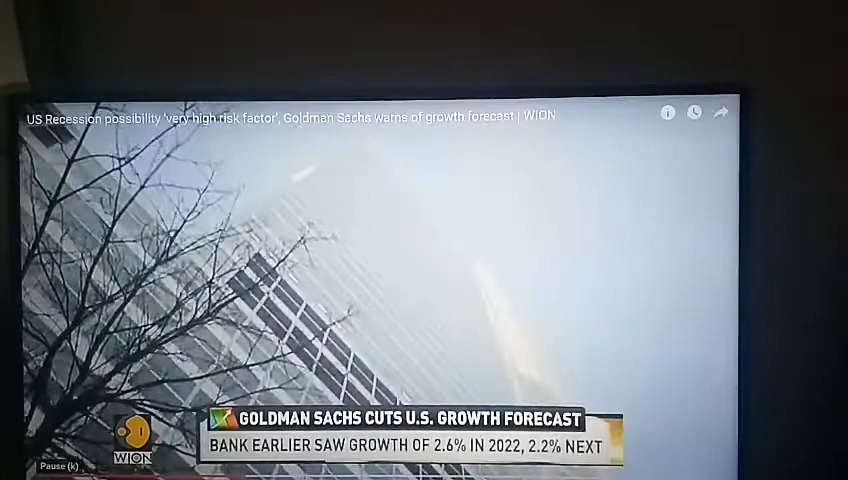 US Recession possibility 'very high risk factor', Goldman Sachs warns of growth forecast | WION
GOLDMAN SACHS CUTS U.S. GROWTH FORECAST
BANK EARLIER SAW GROWTH OF 2.6% IN 2022, 2.2% NEXT
WION
Pause (k)